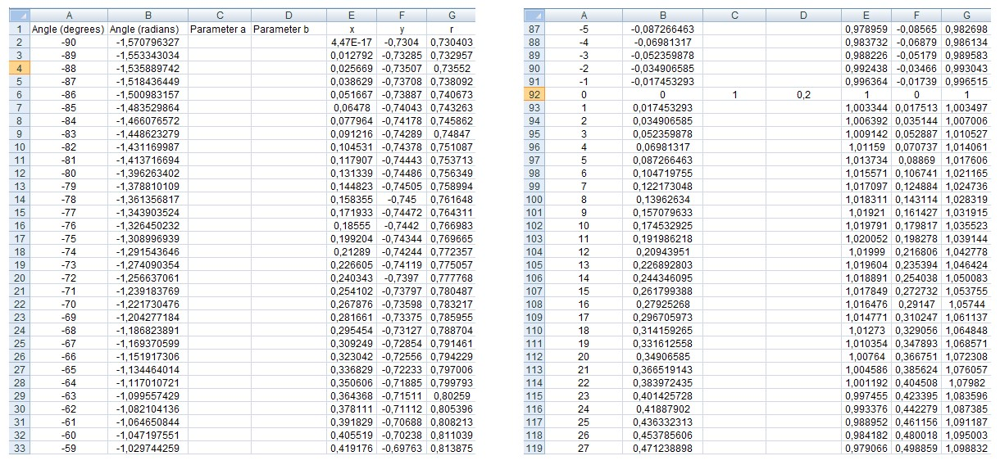 A B C D E F G
1 Angle (degrees) Angle (radians) Parameter a Parameter b x y r
2 -90 -1,570796327 4,47E-17 -0,7304 0,730403
3 -89 -1,553343034 0,012792 -0,73285 0,732957
4 -88 -1,535889742 0,025669 -0,73507 0,73552
5 -87 -1,518436449 0,038629 -0,73708 0,738092
6 -86 -1,500983157 0,051667 -0,73887 0,740673
7 -85 -1,483529864 0,06478 -0,74043 0,743263
8 -84 -1,466076572 0,077964 -0,74178 0,745862
9 -83 -1,448623279 0,091216 -0,74289 0,74847
10 -82 -1,431169987 0,104531 -0,74378 0,751087
11 -81 -1,413716694 0,117907 -0,74443 0,753713
12 -80 -1,396263402 0,131339 -0,74486 0,756349
13 -79 -1,378810109 0,144823 -0,74505 0,758994
14 -78 -1,361356817 0,158355 -0,745 0,761648
15 -77 -1,343903524 0,171933 -0,74472 0,764311
16 -76 -1,326450232 0,18555 -0,7442 0,766983
17 -75 -1,308996939 0,199204 -0,74344 0,769665
18 -74 -1,291543646 0,21289 -0,74244 0,772357
19 -73 -1,274090354 0,226605 -0,74119 0,775057
20 -72 -1,256637061 0,240343 -0,7397 0,777768
21 -71 -1,239183769 0,254102 -0,73797 0,780487
22 -70 -1,221730476 0,267876 -0,73598 0,783217
23 -69 -1,204277184 0,281661 -0,73375 0,785955
24 -68 -1,186823891 0,295454 -0,73127 0,788704
25 -67 -1,169370599 0,309249 -0,72854 0,791461
26 -66 -1,151917306 0,323042 -0,72556 0,794229
27 -65 -1,134464014 0,336829 -0,72233 0,797006
28 -64 -1,117010721 0,350606 -0,71885 0,799793
29 -63 -1,099557429 0,364368 -0,71511 0,80259
30 -62 -1,082104136 0,378111 -0,71112 0,805396
31 -61 -1,064650844 0,391829 -0,70688 0,808213
32 -60 -1,047197551 0,405519 -0,70238 0,811039
33 -59 -1,029744259 0,419176 -0,69763 0,813875
A B C D E F G
87 -5 -0,087266463 0,978959 -0,08565 0,982698
88 -4 -0,06981317 0,983732 -0,06879 0,986134
89 -3 -0,052359878 0,988226 -0,05179 0,989583
90 -2 -0,034906585 0,992438 -0,03466 0,993043
91 -1 -0,017453293 0,996364 -0,01739 0,996515
92 0 0 1 0,2 1 0 1
93 1 0,017453293 1,003344 0,017513 1,003497
94 2 0,034906585 1,006392 0,035144 1,007006
95 3 0,052359878 1,009142 0,052887 1,010527
96 4 0,06981317 1,01159 0,070737 1,014061
97 5 0,087266463 1,013734 0,08869 1,017606
98 6 0,104719755 1,015571 0,106741 1,021165
99 7 0,122173048 1,017097 0,124884 1,024736
100 8 0,13962634 1,018311 0,143114 1,028319
101 9 0,157079633 1,01921 0,161427 1,031915
102 10 0,174532925 1,019791 0,179817 1,035523
103 11 0,191986218 1,020052 0,198278 1,039144
104 12 0,20943951 1,01999 0,216806 1,042778
105 13 0,226892803 1,019604 0,235394 1,046424
106 14 0,244346095 1,018891 0,254038 1,050083
107 15 0,261799388 1,017849 0,272732 1,053755
108 16 0,27925268 1,016476 0,29147 1,05744
109 17 0,296705973 1,014771 0,310247 1,061137
110 18 0,314159265 1,01273 0,329056 1,064848
111 19 0,331612558 1,010354 0,347893 1,068571
112 20 0,34906585 1,00764 0,366751 1,072308
113 21 0,366519143 1,004586 0,385624 1,076057
114 22 0,383972435 1,001192 0,404508 1,07982
115 23 0,401425728 0,997455 0,423395 1,083596
116 24 0,41887902 0,993376 0,442279 1,087385
117 25 0,436332313 0,988952 0,461156 1,091187
118 26 0,453785606 0,984182 0,480018 1,095003
119 27 0,471238898 0,979066 0,498859 1,098832